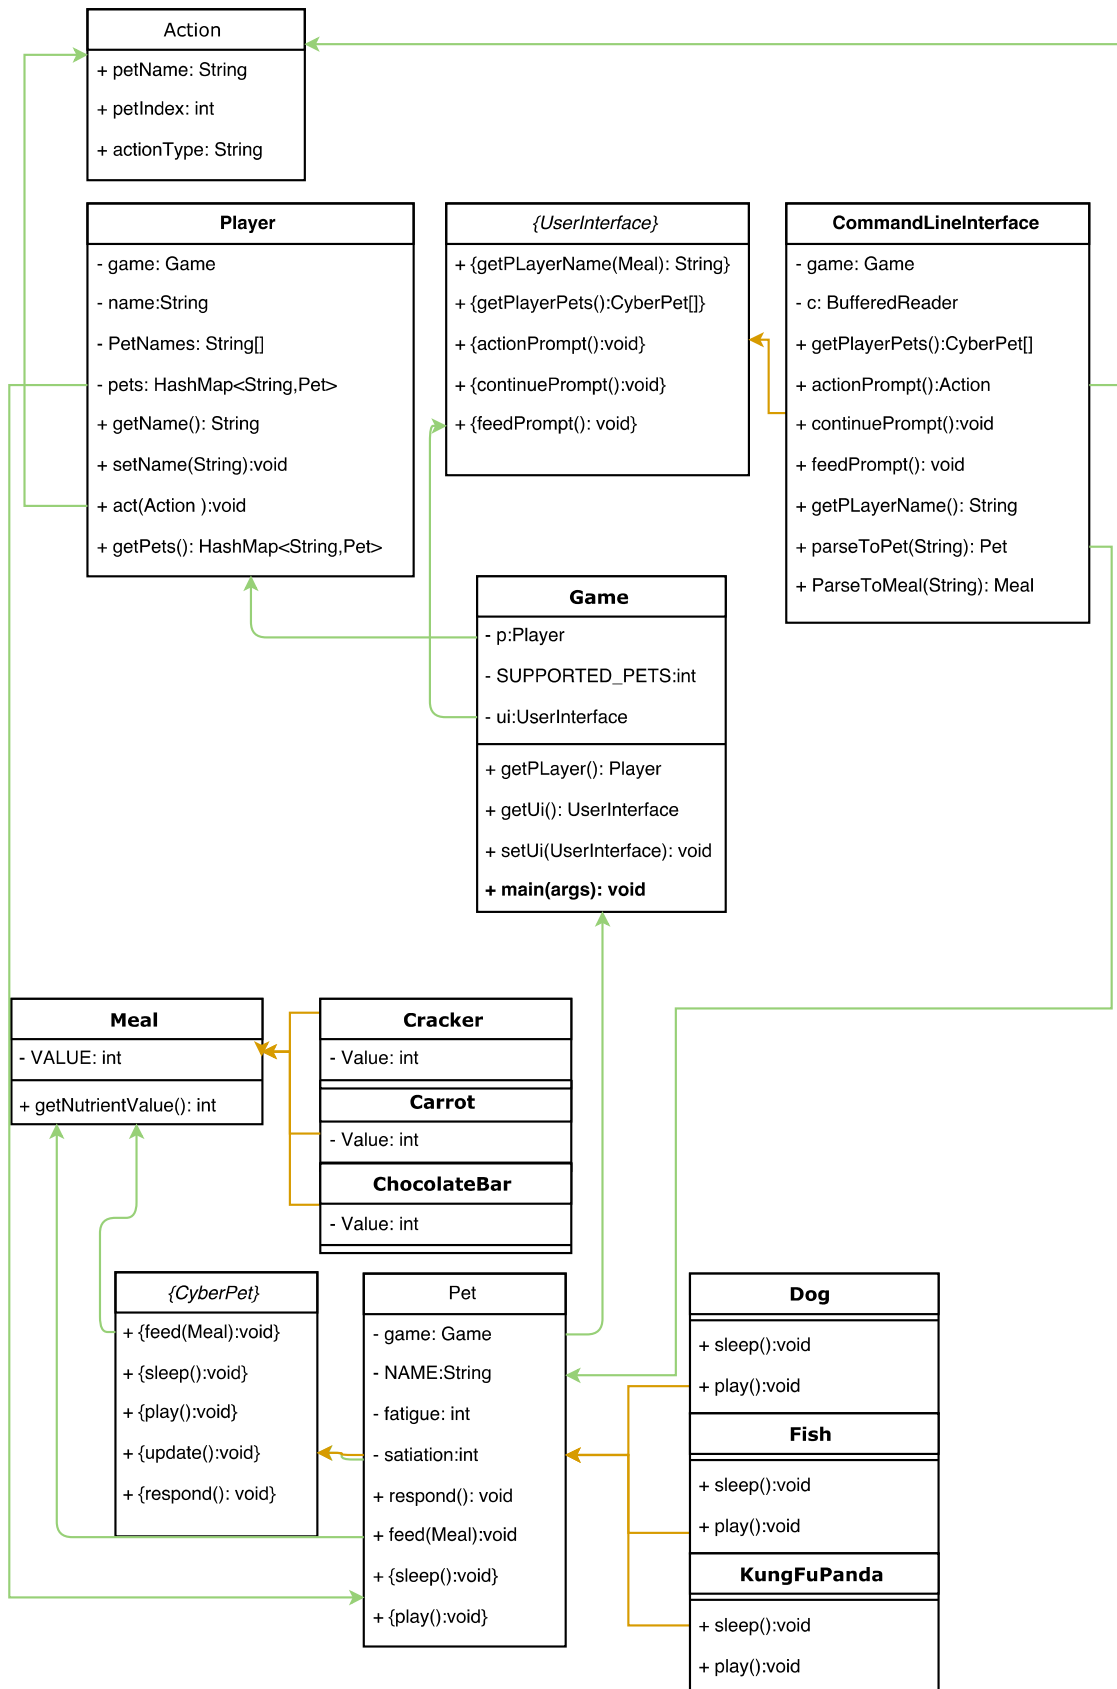 Action
+ petName: String
+ petIndex: int
+ actionType: String
Player
- game: Game
- name:String
- PetNames: String[]
- pets: HashMap<String,Pet>
+ getName(): String
+ setName(String):void
+ act(Action ):void
+ getPets(): HashMap<String,Pet>
{UserInterface}
+ {getPLayerName(Meal): String}
+ {getPlayerPets():CyberPet[]}
+ {actionPrompt():void}
+ {continuePrompt():void}
+ {feedPrompt(): void}
CommandLineInterface
- game: Game
- c: BufferedReader
+ getPlayerPets():CyberPet[]
+ actionPrompt():Action
+ continuePrompt():void
+ feedPrompt(): void
+ getPLayerName(): String
+ parseToPet(String): Pet
+ ParseToMeal(String): Meal
Game
- p:Player
- SUPPORTED_PETS:int
- ui:UserInterface
+ getPLayer(): Player
+ getUi(): UserInterface
+ setUi(UserInterface): void
+ main(args): void
Meal
- VALUE: int
+ getNutrientValue(): int
Cracker
- Value: int
Carrot
- Value: int
ChocolateBar
- Value: int
{CyberPet}
+ {feed(Meal):void}
+ {sleep():void}
+ {play():void}
+ {update():void}
+ {respond(): void}
Pet
- game: Game
- NAME:String
- fatigue: int
- satiation:int
+ respond(): void
+ feed(Meal):void
+ {sleep():void}
+ {play():void}
Dog
+ sleep():void
+ play():void
Fish
+ sleep():void
+ play():void
KungFuPanda
+ sleep():void
+ play():void